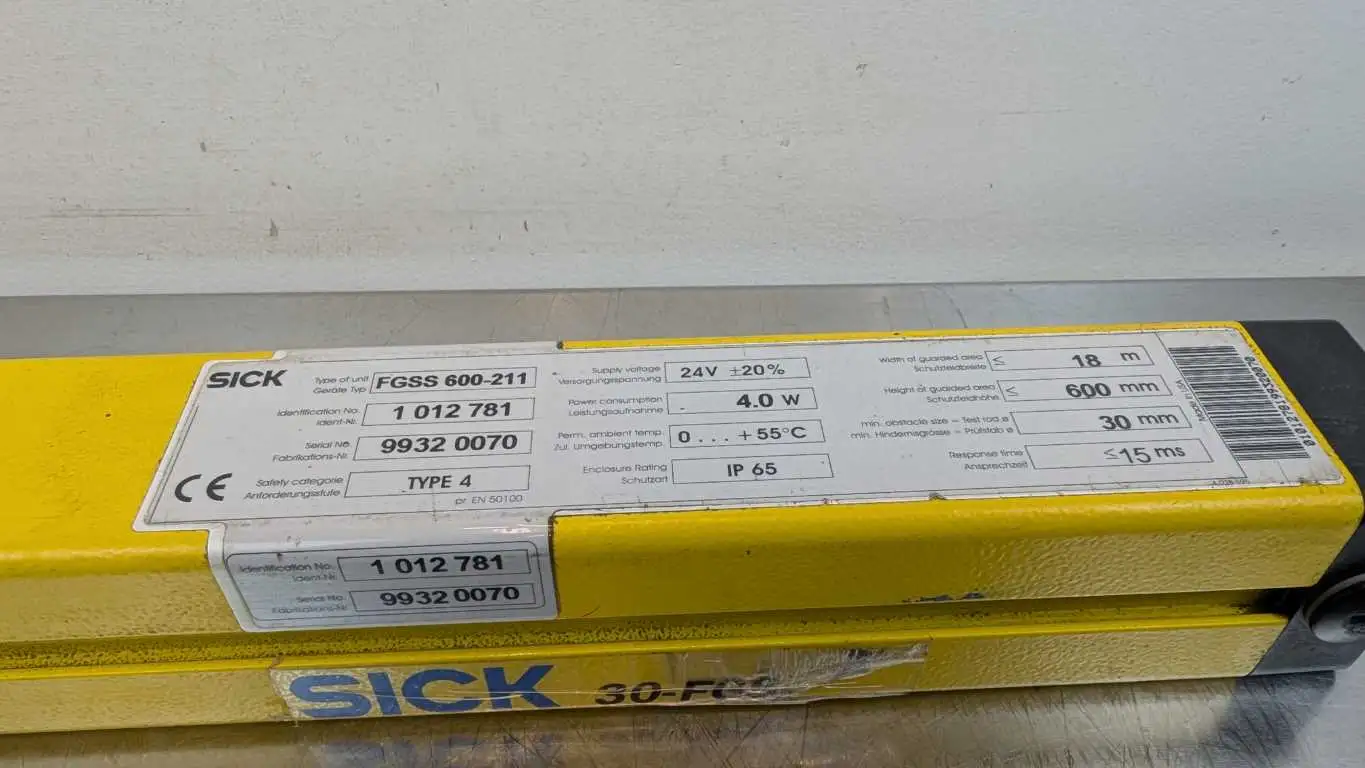 SICK
Type of unit FGSS 600-211
Geräte Typ
Identification No. 1 012 781
Ident-Nr.
Serial No. 9932 0070
Fabrikations-Nr.
CE
Safety categorie TYPE 4
Anforderungsstufe
pr EN 50100
Supply voltage 24V ±20%
Versorgungsspannung
Power consumption 4.0 W
Leistungsaufnahme
Perm. ambient temp. 0...+55°C
Zul. Umgebungstemp.
Enclosure Rating IP 65
Schutzart
Width of guarded area ≤ 18 m
Schutzfeldbreite
Height of guarded area ≤ 600 mm
Schutzfeldhöhe
min. obstacle size – Test rod ø 30 mm
min. Hindernisgrösse – Prüfstab ø
Response time ≤15 ms
Ansprechzeit
Identification No. 1 012 781
Ident-Nr.
Serial No. 9932 0070
Fabrikations-Nr.
SICK 30-FGS